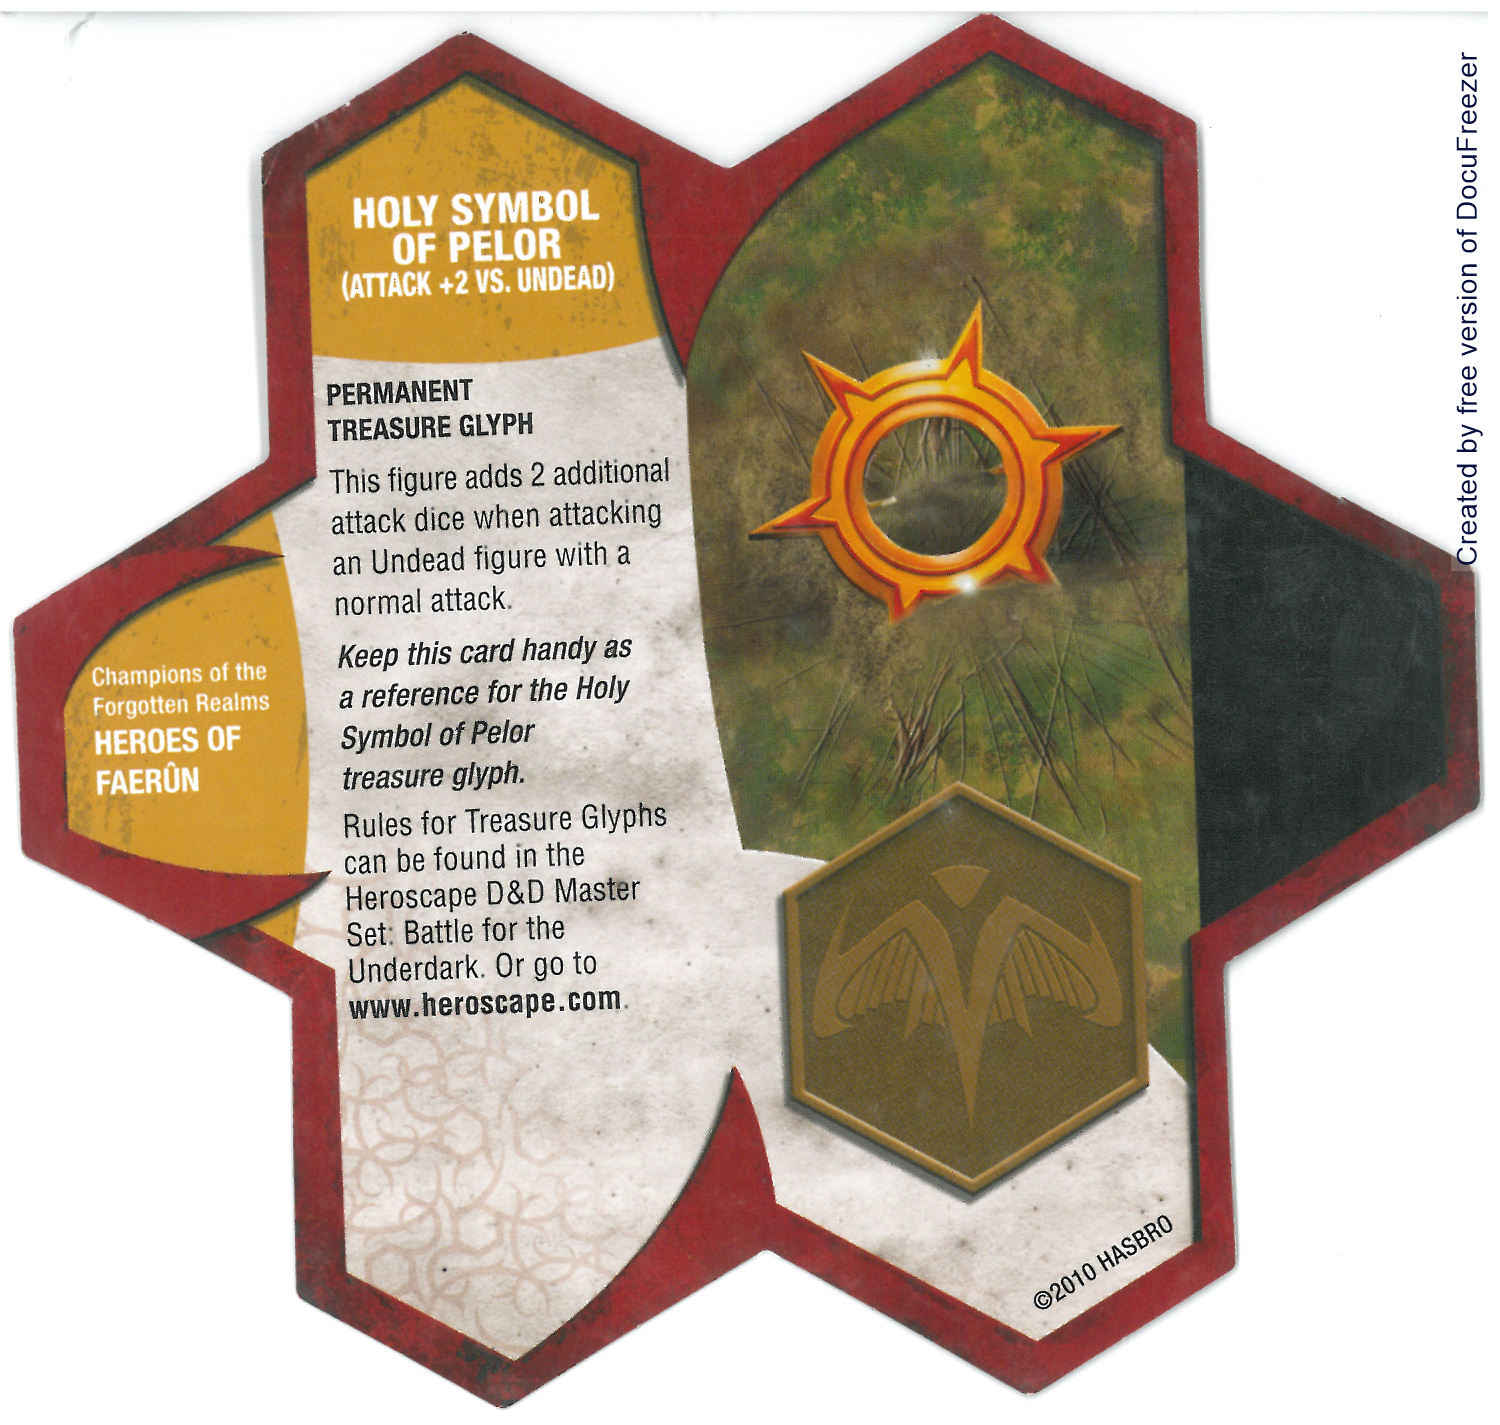 HOLY SYMBOL
OF PELOR
(ATTACK +2 VS. UNDEAD)
PERMANENT
TREASURE GLYPH
This figure adds 2 additional
attack dice when attacking
an Undead figure with a
normal attack.
Keep this card handy as
a reference for the Holy
Symbol of Pelor
treasure glyph.
Rules for Treasure Glyphs
can be found in the
Heroscape D&D Master
Set: Battle for the
Underdark. Or go to
www.heroscape.com.
Champions of the
Forgotten Realms
HEROES OF
FAERÛN
©2010 HASBRO
Created by free version of DocuFreezer